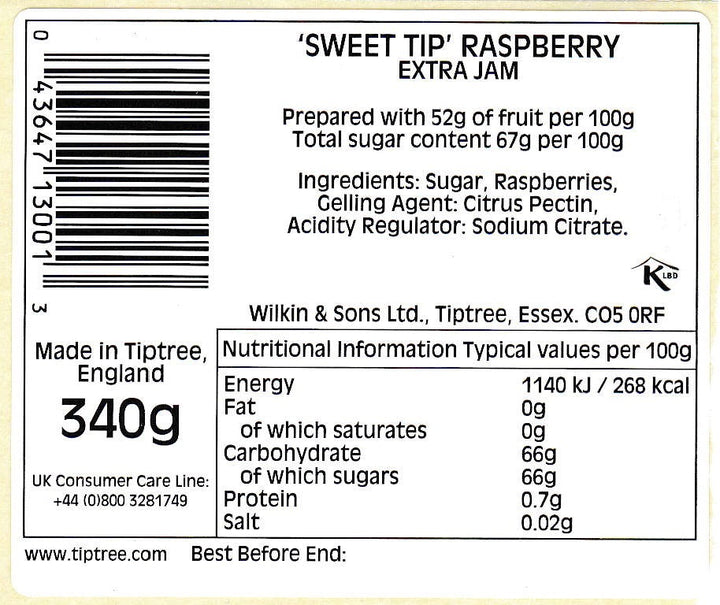 'SWEET TIP' RASPBERRY
EXTRA JAM
Prepared with 52g of fruit per 100g
Total sugar content 67g per 100g
Ingredients: Sugar, Raspberries,
Gelling Agent: Citrus Pectin,
Acidity Regulator: Sodium Citrate.
K LBD
0 43647 13001 3
Wilkin & Sons Ltd., Tiptree, Essex. CO5 0RF
Made in Tiptree,
England
340g
UK Consumer Care Line:
+44 (0)800 3281749
Nutritional Information Typical values per 100g
Energy 1140 kJ / 268 kcal
Fat 0g
of which saturates 0g
Carbohydrate 66g
of which sugars 66g
Protein 0.7g
Salt 0.02g
www.tiptree.com Best Before End: